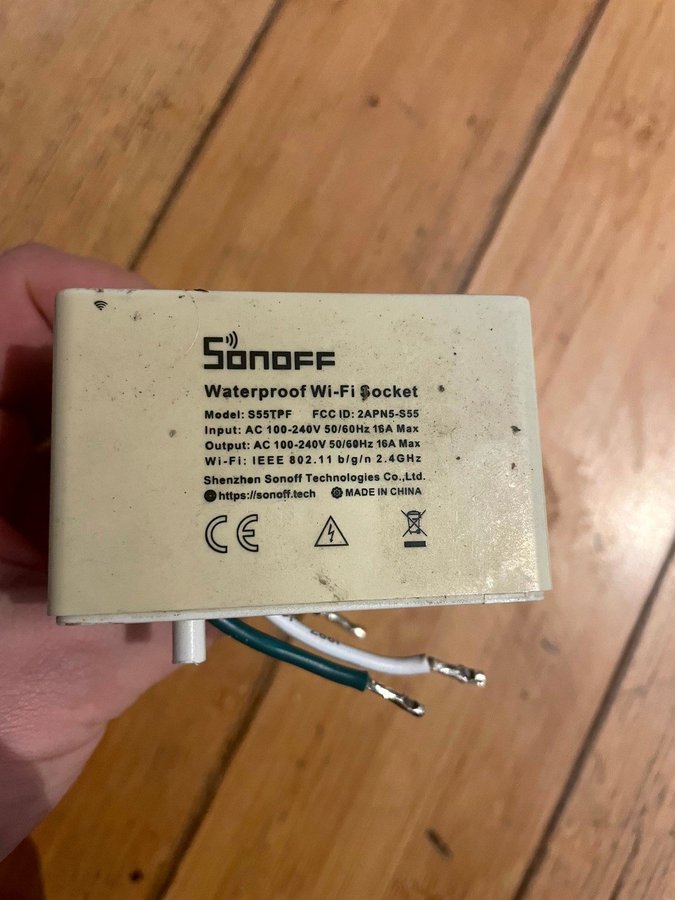 SONOFF
Waterproof Wi-Fi Socket
Model: S55TPF FCC ID: 2APN5-S55
Input: AC 100-240V 50/60Hz 16A Max
Output: AC 100-240V 50/60Hz 16A Max
Wi-Fi: IEEE 802.11 b/g/n 2.4GHz
Shenzhen Sonoff Technologies Co.,Ltd.
https://sonoff.tech MADE IN CHINA
CE